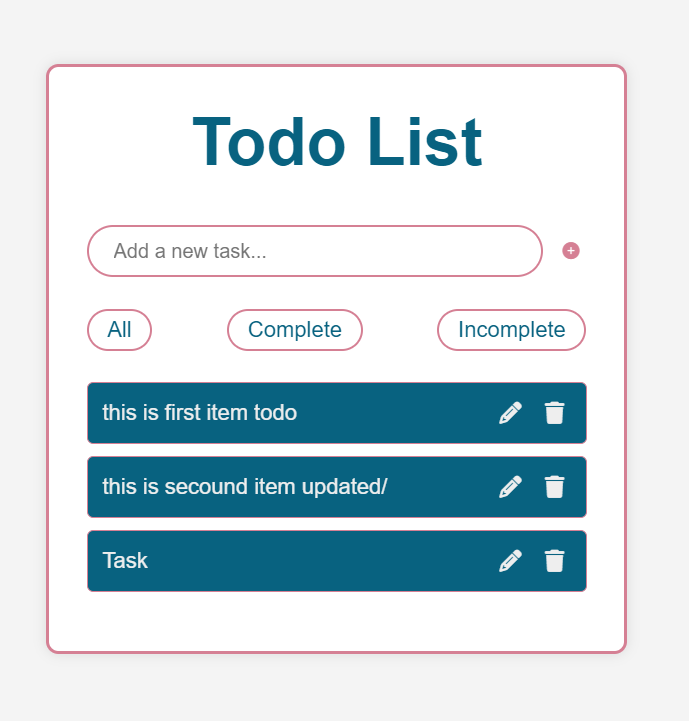 Todo List
Add a new task...
All Complete Incomplete
this is first item todo
this is secound item updated/
Task